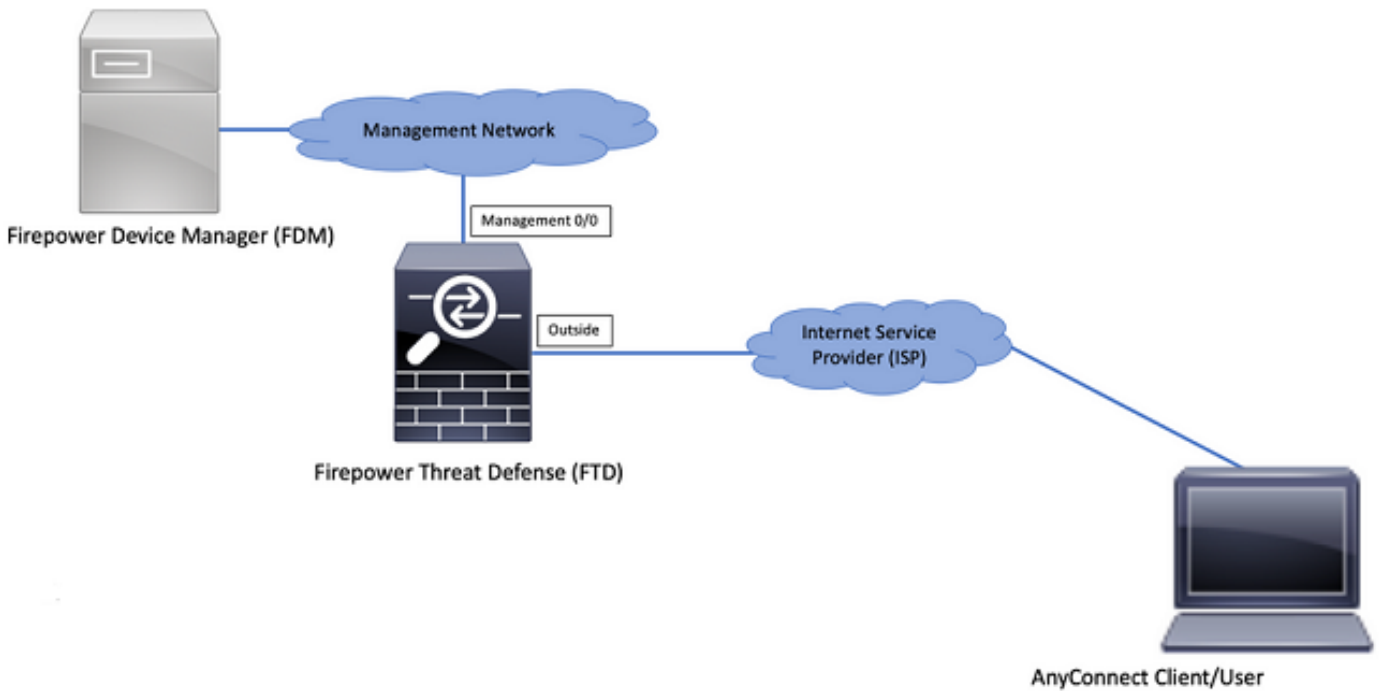 Management Network
Management 0/0
Firepower Device Manager (FDM)
Outside
Internet Service
Provider (ISP)
Firepower Threat Defense (FTD)
AnyConnect Client/User